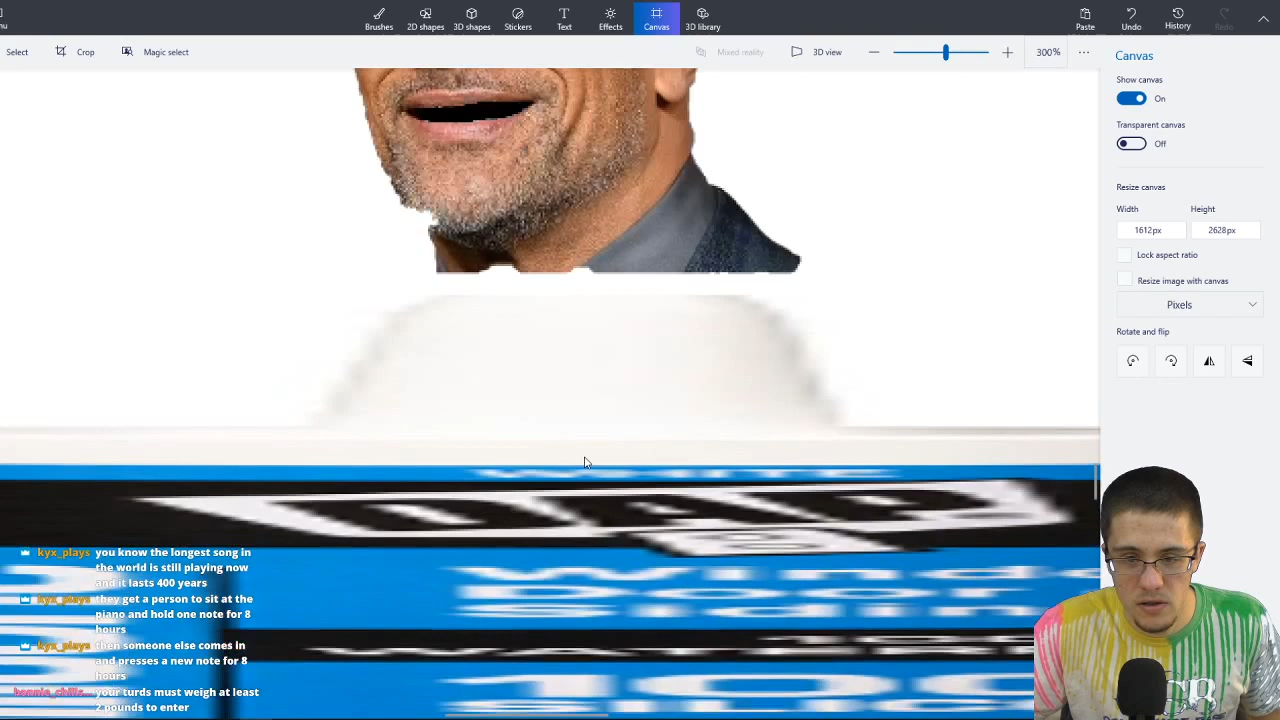 nu
Brushes
2D shapes
3D shapes
Stickers
Text
Effects
Canvas
3D library
Paste
Undo
History
Redo
Select
Crop
Magic select
Mixed reality
3D view
300%
Canvas
Show canvas
On
Transparent canvas
Off
Resize canvas
Width
Height
1612px
2628px
Lock aspect ratio
Resize image with canvas
Pixels
Rotate and flip
kyx_plays you know the longest song in
the world is still playing now
and it lasts 400 years
kyx_plays they get a person to sit at the
piano and hold one note for 8
hours
kyx_plays then someone else comes in
and presses a new note for 8
hours
your turds must weigh at least
2 pounds to enter